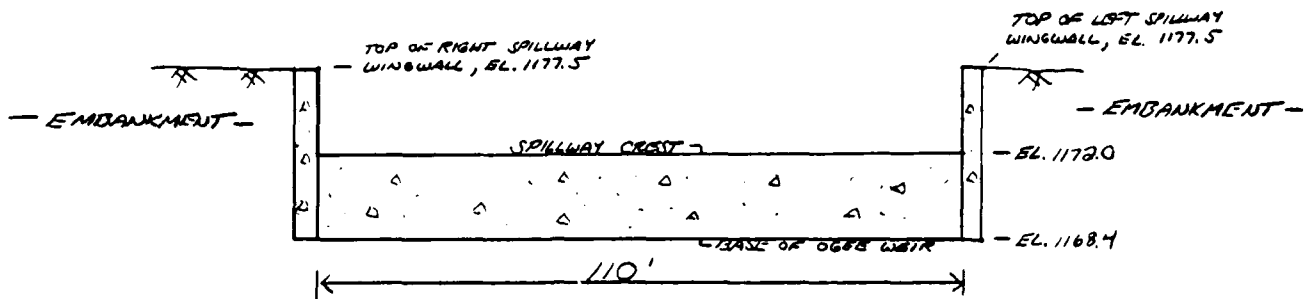 TOP OF LEFT SPILLWAY
WINGWALL, EL. 1177.5
TOP OF RIGHT SPILLWAY
WINGWALL, EL. 1177.5
- EMBANKMENT -
- EMBANKMENT -
SPILLWAY CREST
- EL. 1172.0
BASE OF OGEE WEIR
- EL. 1168.4
110'